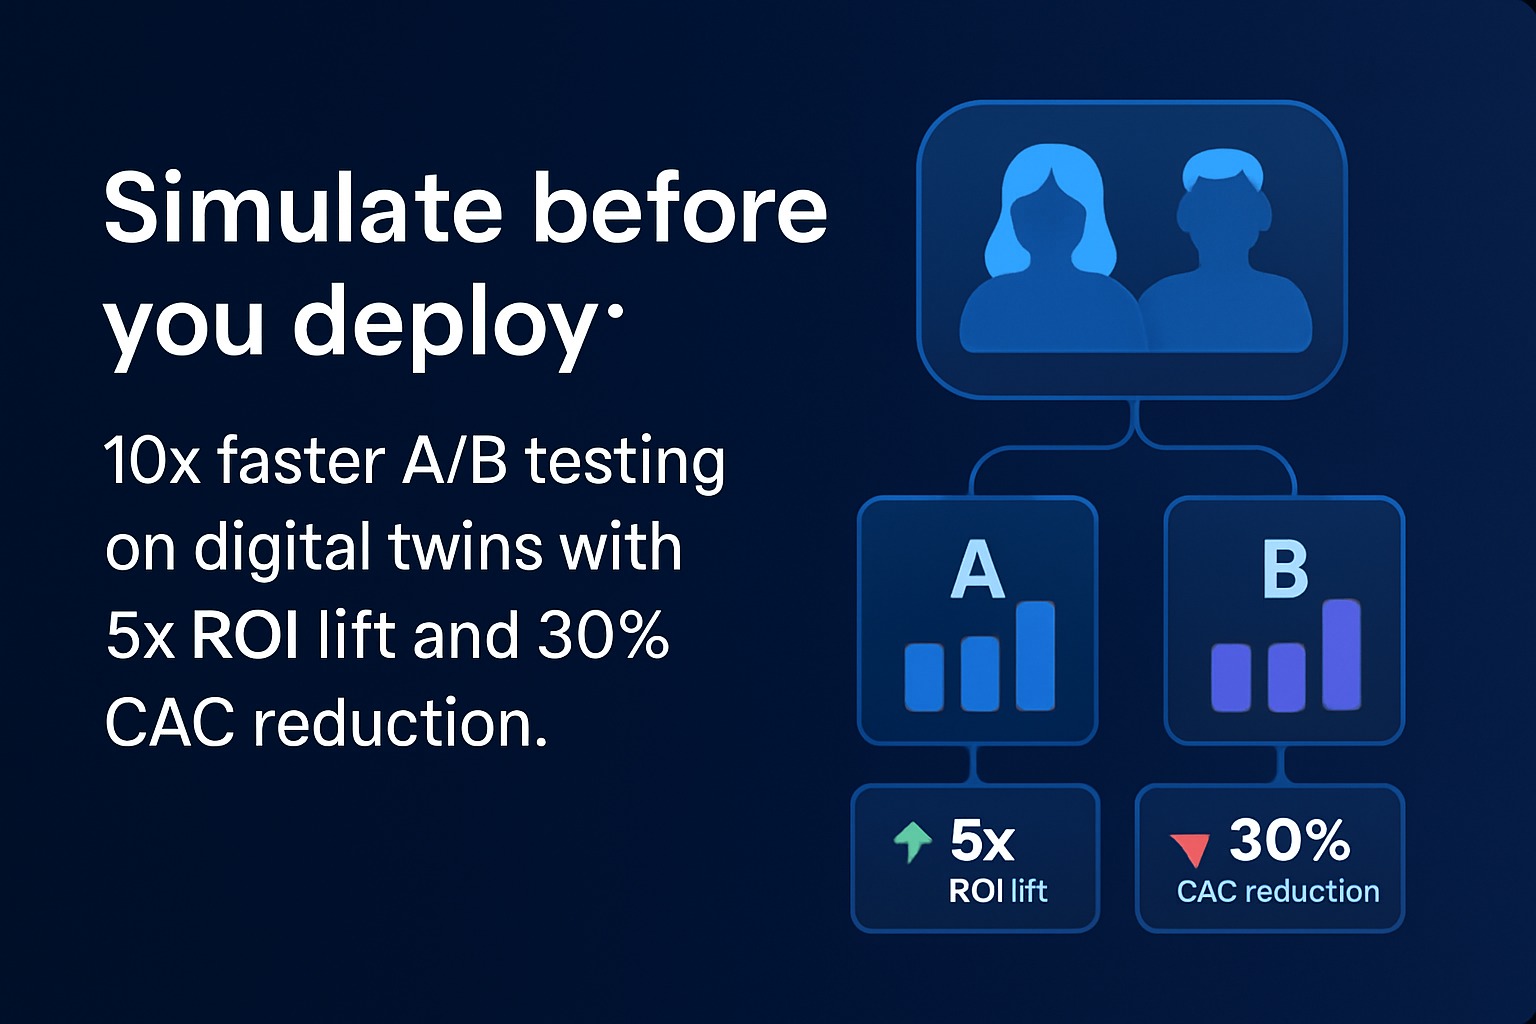 Simulate before
you deploy·
10x faster A/B testing
on digital twins with
5x ROI lift and 30%
CAC reduction.
A
B
5x
ROI lift
30%
CAC reduction